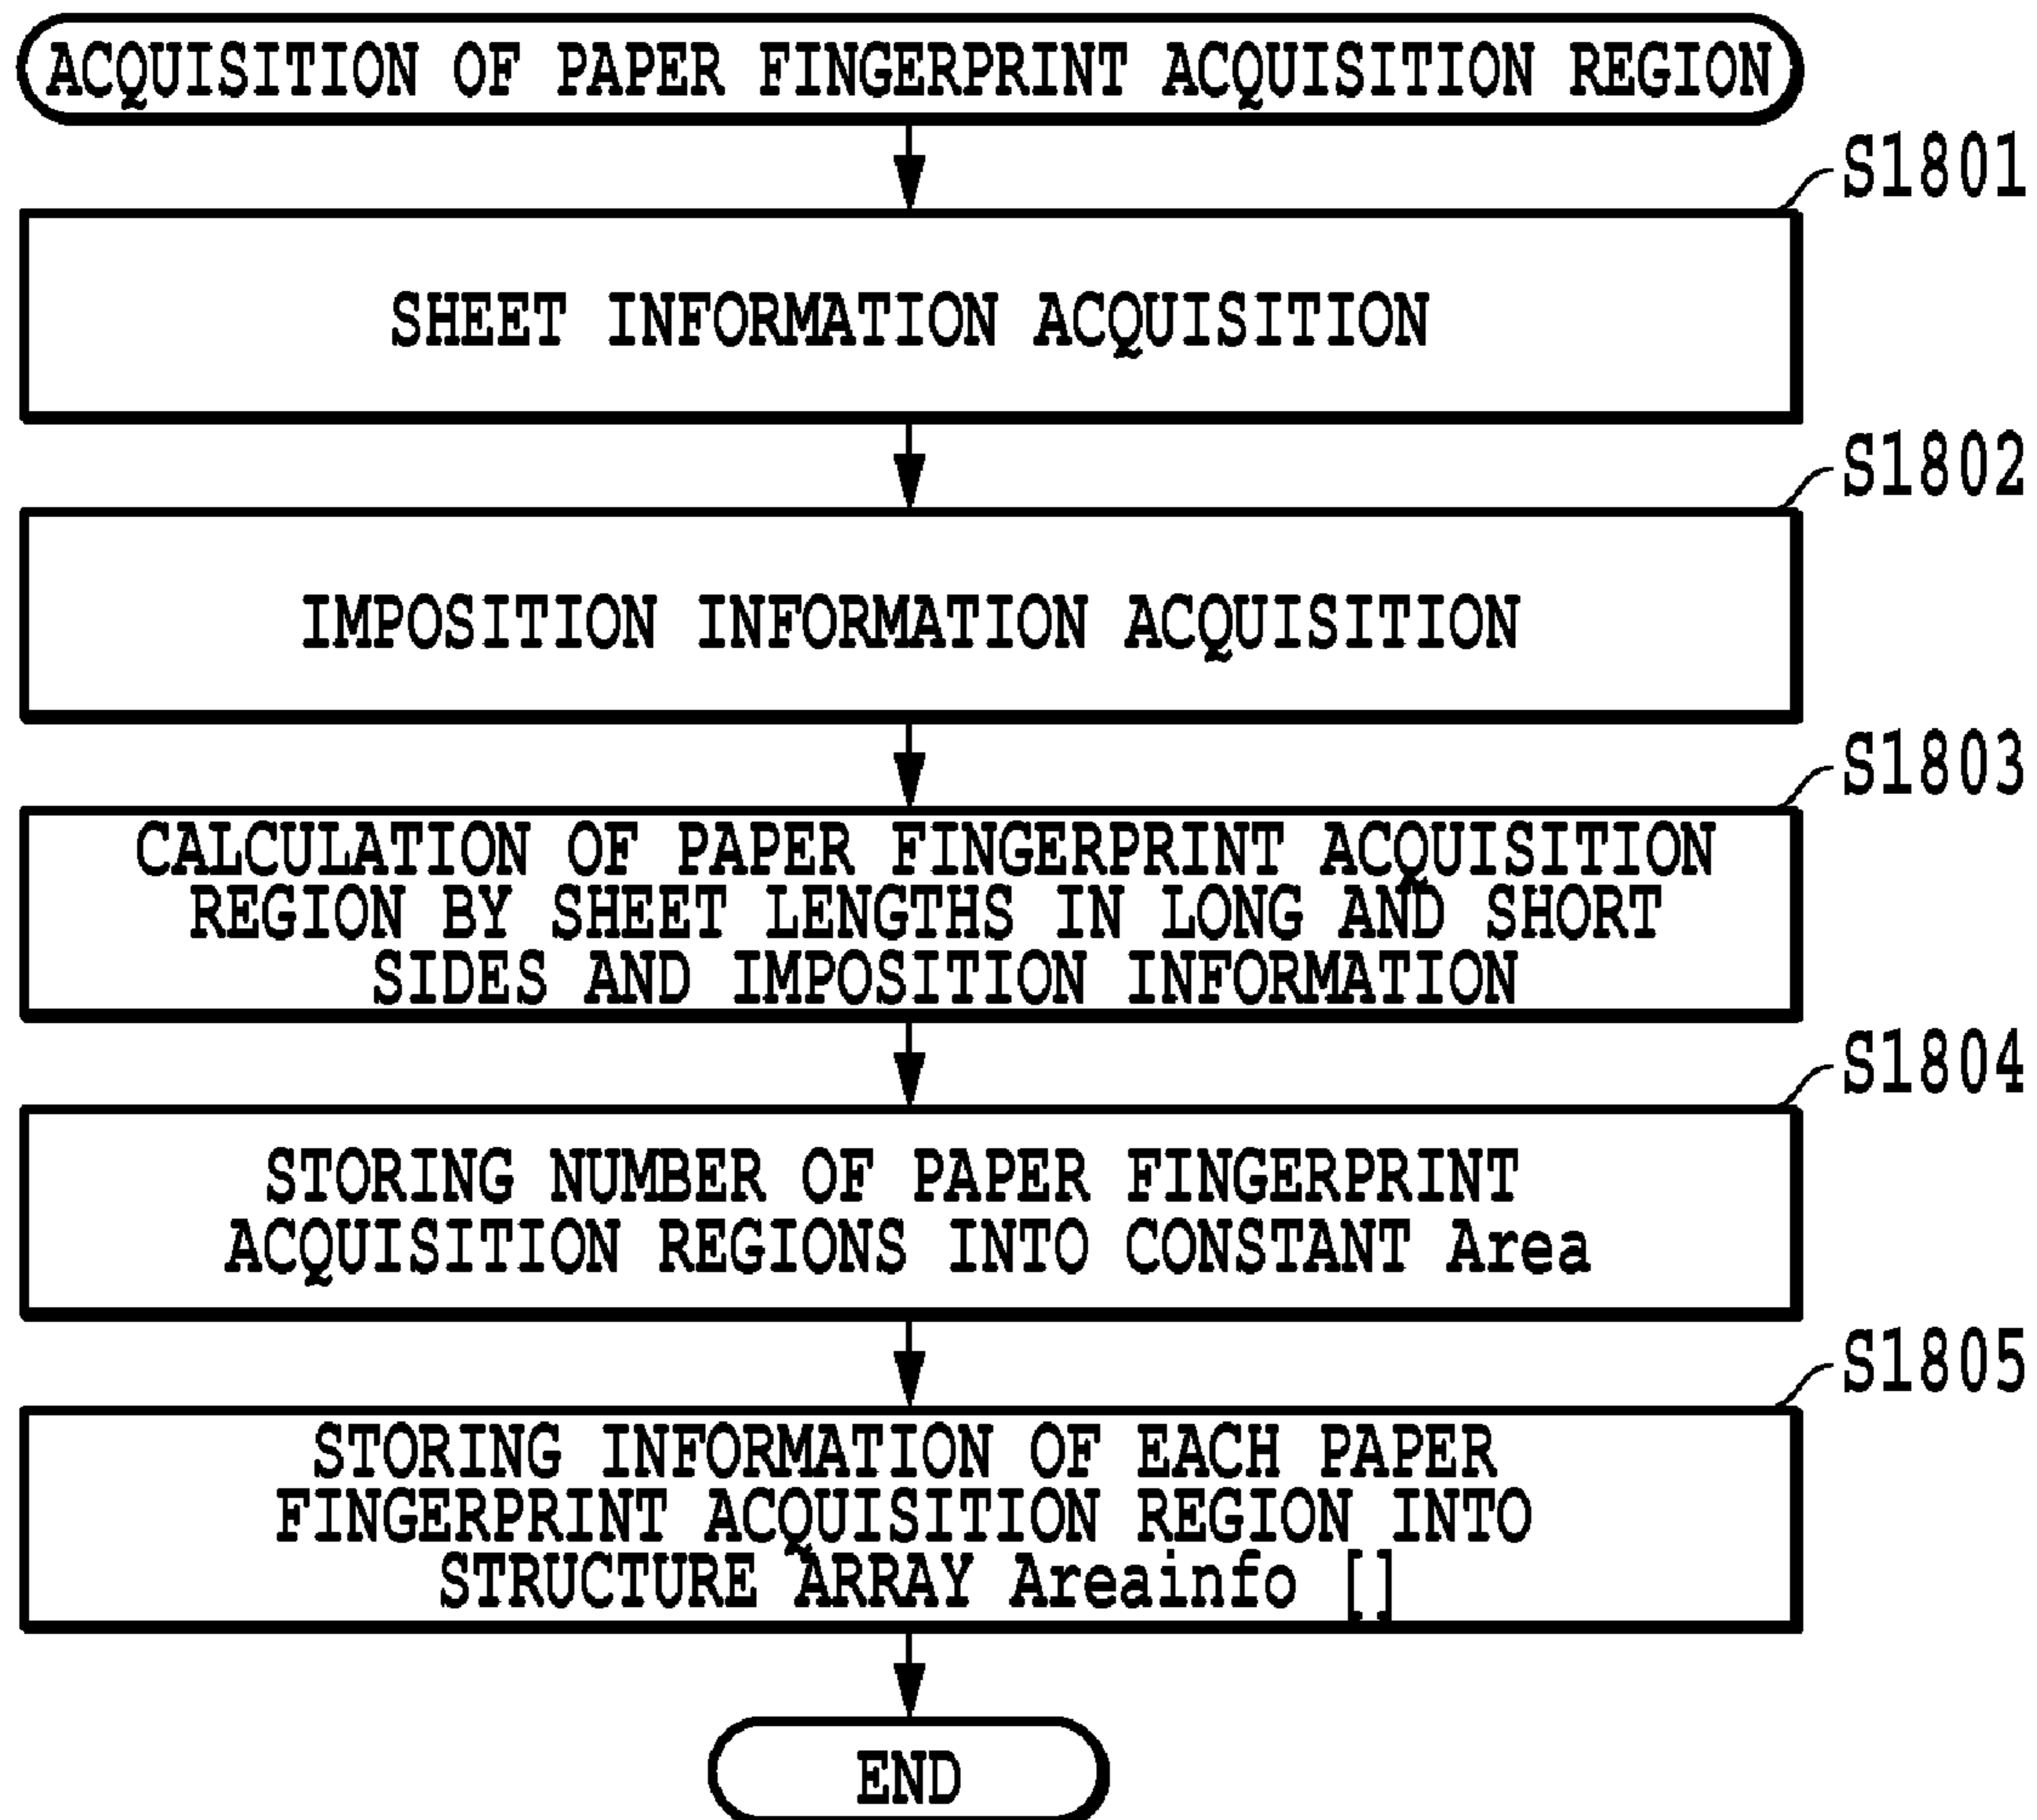 ACQUISITION OF PAPER FINGERPRINT ACQUISITION REGION
S1801
SHEET INFORMATION ACQUISITION
S1802
IMPOSITION INFORMATION ACQUISITION
S1803
CALCULATION OF PAPER FINGERPRINT ACQUISITION
REGION BY SHEET LENGTHS IN LONG AND SHORT
SIDES AND IMPOSITION INFORMATION
S1804
STORING NUMBER OF PAPER FINGERPRINT
ACQUISITION REGIONS INTO CONSTANT Area
S1805
STORING INFORMATION OF EACH PAPER
FINGERPRINT ACQUISITION REGION INTO
STRUCTURE ARRAY Areainfo []
END